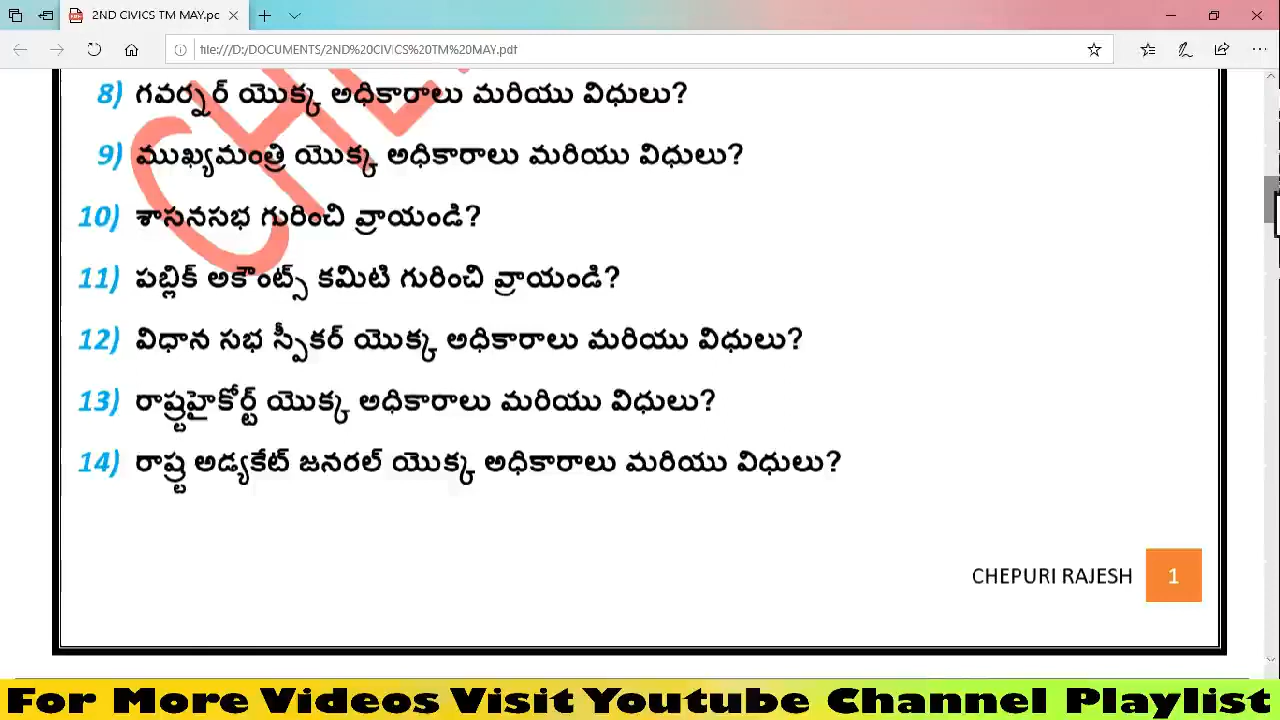 2ND CIVICS TM MAY.pc
file:///D:/DOCUMENTS/2ND%20CIVICS%20TM%20MAY.pdf
8) గవర్నర్ యొక్క అధికారాలు మరియు విధులు?
9) ముఖ్యమంత్రి యొక్క అధికారాలు మరియు విధులు?
10) శాసనసభ గురించి వ్రాయండి?
11) పబ్లిక్ అకౌంట్స్ కమిటి గురించి వ్రాయండి?
12) విధాన సభ స్పీకర్ యొక్క అధికారాలు మరియు విధులు?
13) రాష్ట్రహైకోర్ట్ యొక్క అధికారాలు మరియు విధులు?
14) రాష్ట్ర అడ్యకేట్ జనరల్ యొక్క అధికారాలు మరియు విధులు?
CHEPURI RAJESH 1
For More Videos Visit Youtube Channel Playlist